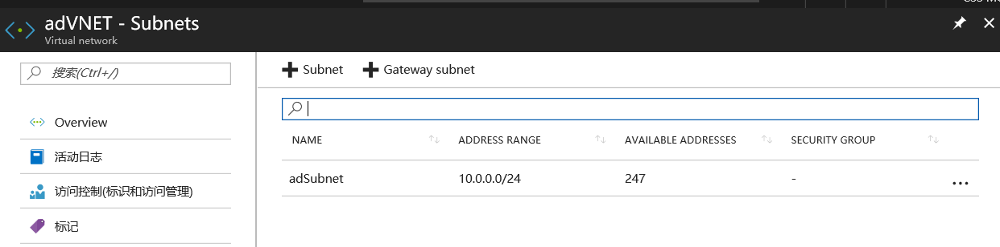 adVNET - Subnets
Virtual network
搜索(Ctrl+/)
Overview
活动日志
访问控制(标识和访问管理)
标记
Subnet
Gateway subnet
NAME ADDRESS RANGE AVAILABLE ADDRESSES SECURITY GROUP
adSubnet 10.0.0.0/24 247 - ...